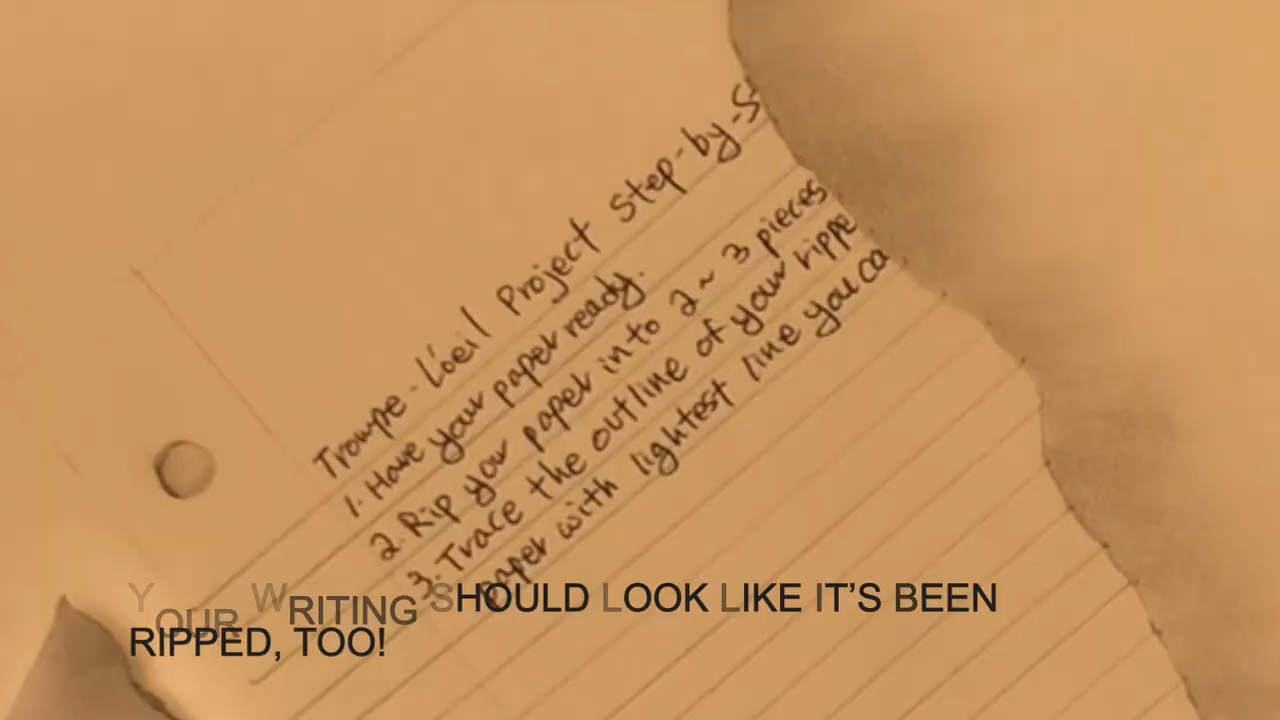 Trompe-L'oeil Project Step-by-S
1. Have your paper ready.
2. Rip your paper into 2~3 pieces
3. Trace the outline of your rippe
paper with lightest line you ca
YOUR WRITING SHOULD LOOK LIKE IT'S BEEN
RIPPED, TOO!